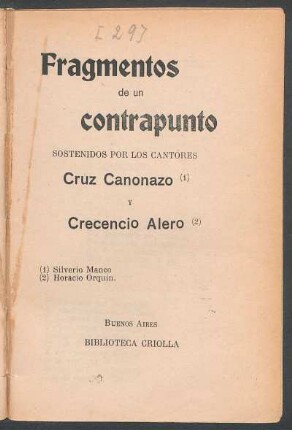 [297
Fragmentos
de un
contrapunto
SOSTENIDOS POR LOS CANTORES
Cruz Canonazo (1)
Y
Crecencio Alero (2)
(1) Silverio Manco
(2) Horacio Orquin.
BUENOS AIRES
BIBLIOTECA CRIOLLA